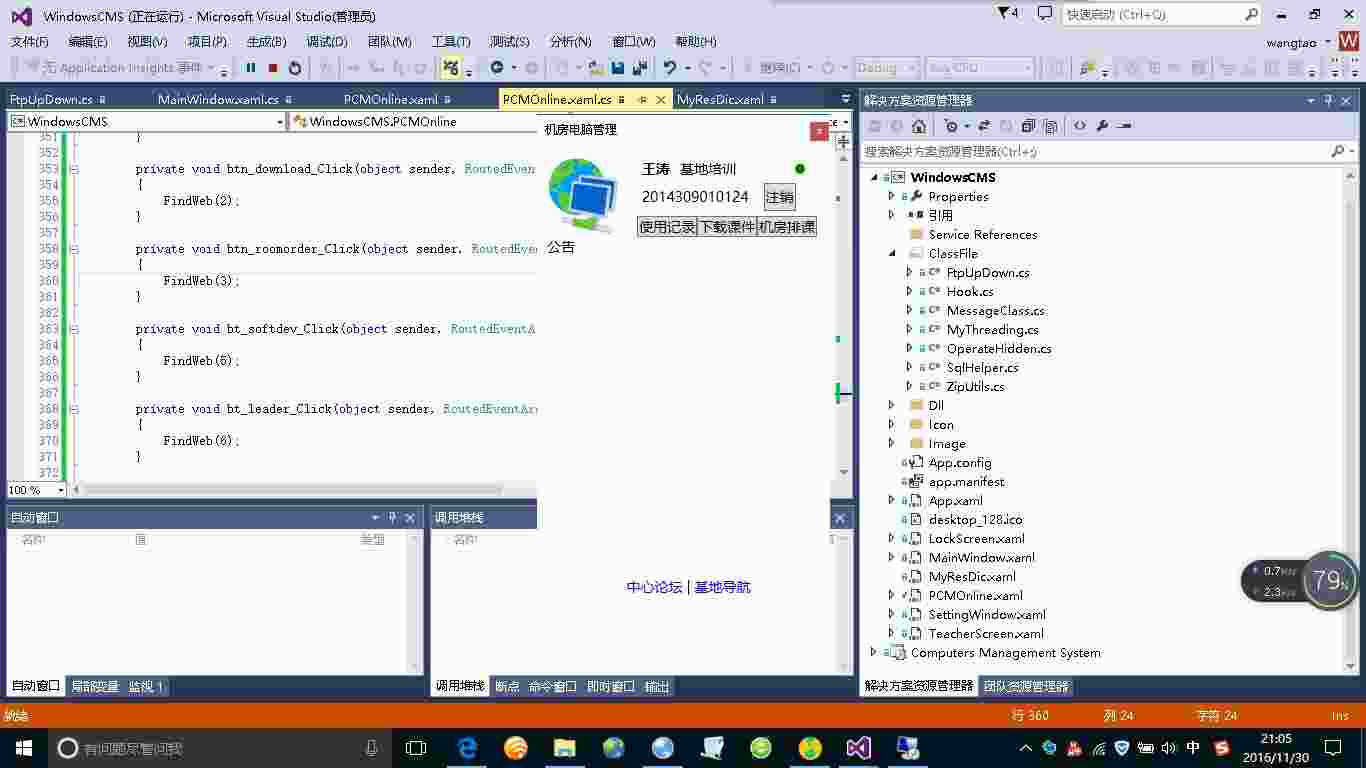 WindowsCMS (正在运行) - Microsoft Visual Studio(管理员)
4
快速启动 (Ctrl+Q)
文件(F) 编辑(E) 视图(V) 项目(P) 生成(B) 调试(D) 团队(M) 工具(T) 测试(S) 分析(N) 窗口(W) 帮助(H)
wangtao W
无 Application Insights 事件 继续(C) Debug Any CPU
FtpUpDown.cs MainWindow.xaml.cs PCMOnline.xaml PCMOnline.xaml.cs MyResDic.xaml
WindowsCMS WindowsCMS.PCMOnline
351 }
352
353 private void btn_download_Click(object sender, RoutedEven
354 {
355 FindWeb(2);
356 }
357
358 private void btn_roomorder_Click(object sender, RoutedEve
359 {
360 FindWeb(3);
361 }
362
363 private void bt_softdev_Click(object sender, RoutedEventA
364 {
365 FindWeb(5);
366 }
367
368 private void bt_leader_Click(object sender, RoutedEventAr
369 {
370 FindWeb(6);
371 }
372
100 %
机房电脑管理
王涛 基地培训
2014309010124 注销
使用记录 下载课件 机房排课
公告
中心论坛 | 基地导航
自动窗口
名称 值 类型
自动窗口 局部变量 监视 1
调用堆栈
名称
调用堆栈 断点 命令窗口 即时窗口 输出
解决方案资源管理器
搜索解决方案资源管理器(Ctrl+;)
WindowsCMS
Properties
引用
Service References
ClassFile
FtpUpDown.cs
Hook.cs
MessageClass.cs
MyThreading.cs
OperateHidden.cs
SqlHelper.cs
ZipUtils.cs
Dll
Icon
Image
App.config
app.manifest
App.xaml
desktop_128.ico
LockScreen.xaml
MainWindow.xaml
MyResDic.xaml
PCMOnline.xaml
SettingWindow.xaml
TeacherScreen.xaml
Computers Management System
解决方案资源管理器 团队资源管理器
0.7K/s
2.3K/s
79%
就绪 行 360 列 24 字符 24 Ins
有问题尽管问我
中
21:05
2016/11/30